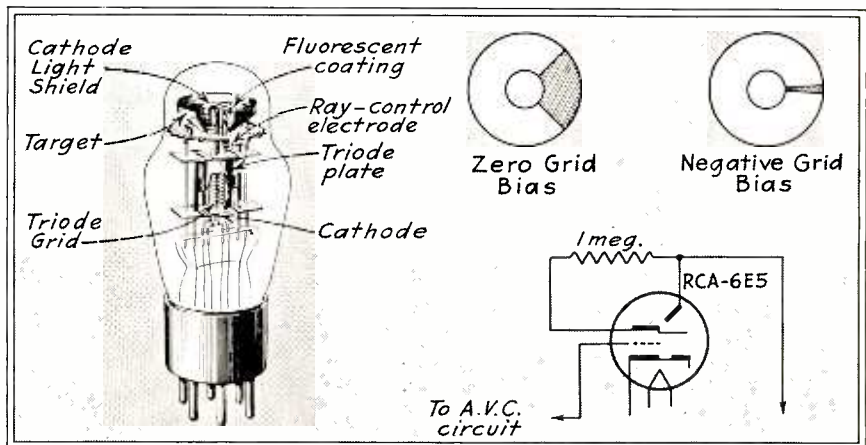 Cathode
Light
Shield
Fluorescent
coating
Target
Ray-control
electrode
Triode
plate
Triode
Grid
Cathode
Zero Grid
Bias
Negative Grid
Bias
1 meg.
RCA-6E5
To A.V.C.
circuit